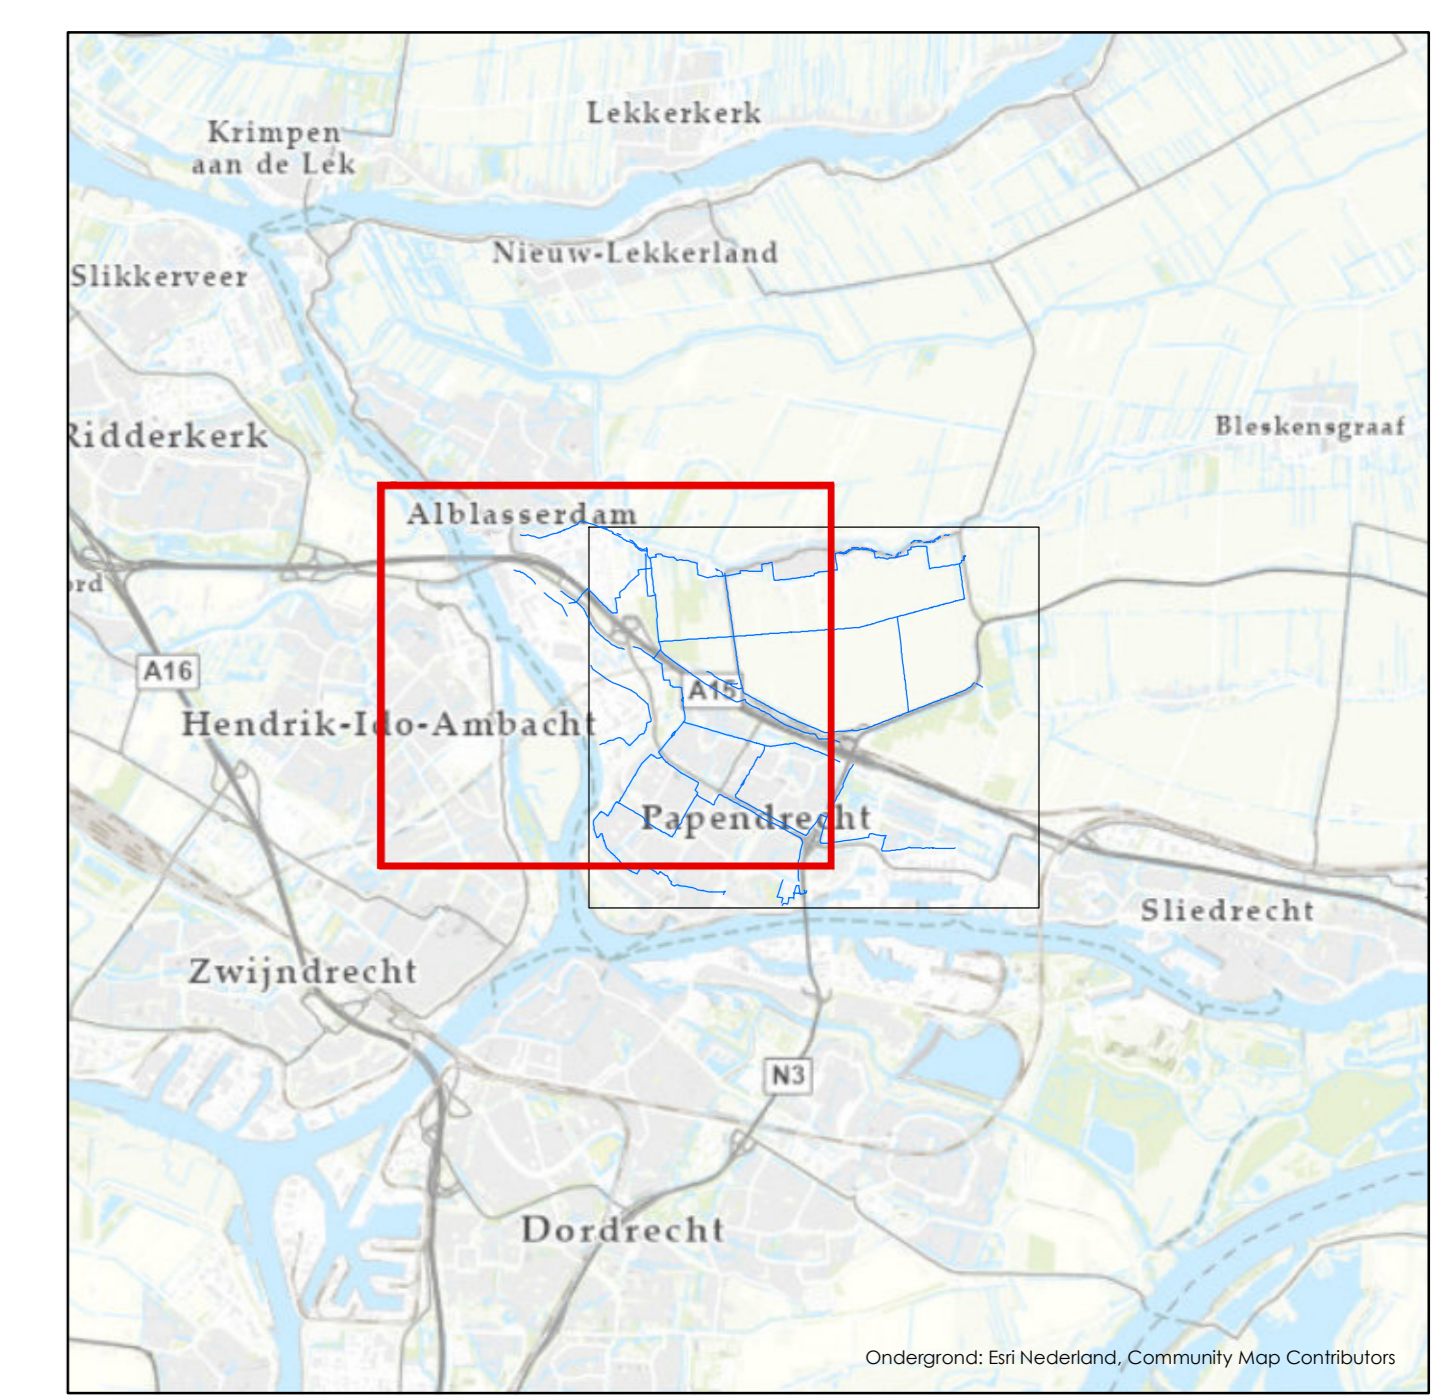 Lekkerkerk
Krimpen
aan de Lek
Nieuw-Lekkerland
Slikkerveer
Bleskensgraaf
Ridderkerk
Alblasserdam
ord
A16
A15
Hendrik-Ido-Ambacht
Papendrecht
Sliedrecht
Zwijndrecht
N3
Dordrecht
Ondergrond: Esri Nederland, Community Map Contributors